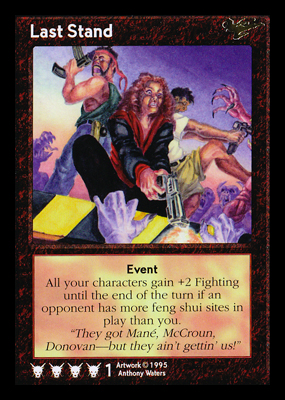 Last Stand
Event
All your characters gain +2 Fighting
until the end of the turn if an
opponent has more feng shui sites in
play than you.
“They got Mané, McCroun,
Donovan—but they ain't gettin' us!”
1
Artwork © 1995
Anthony Waters